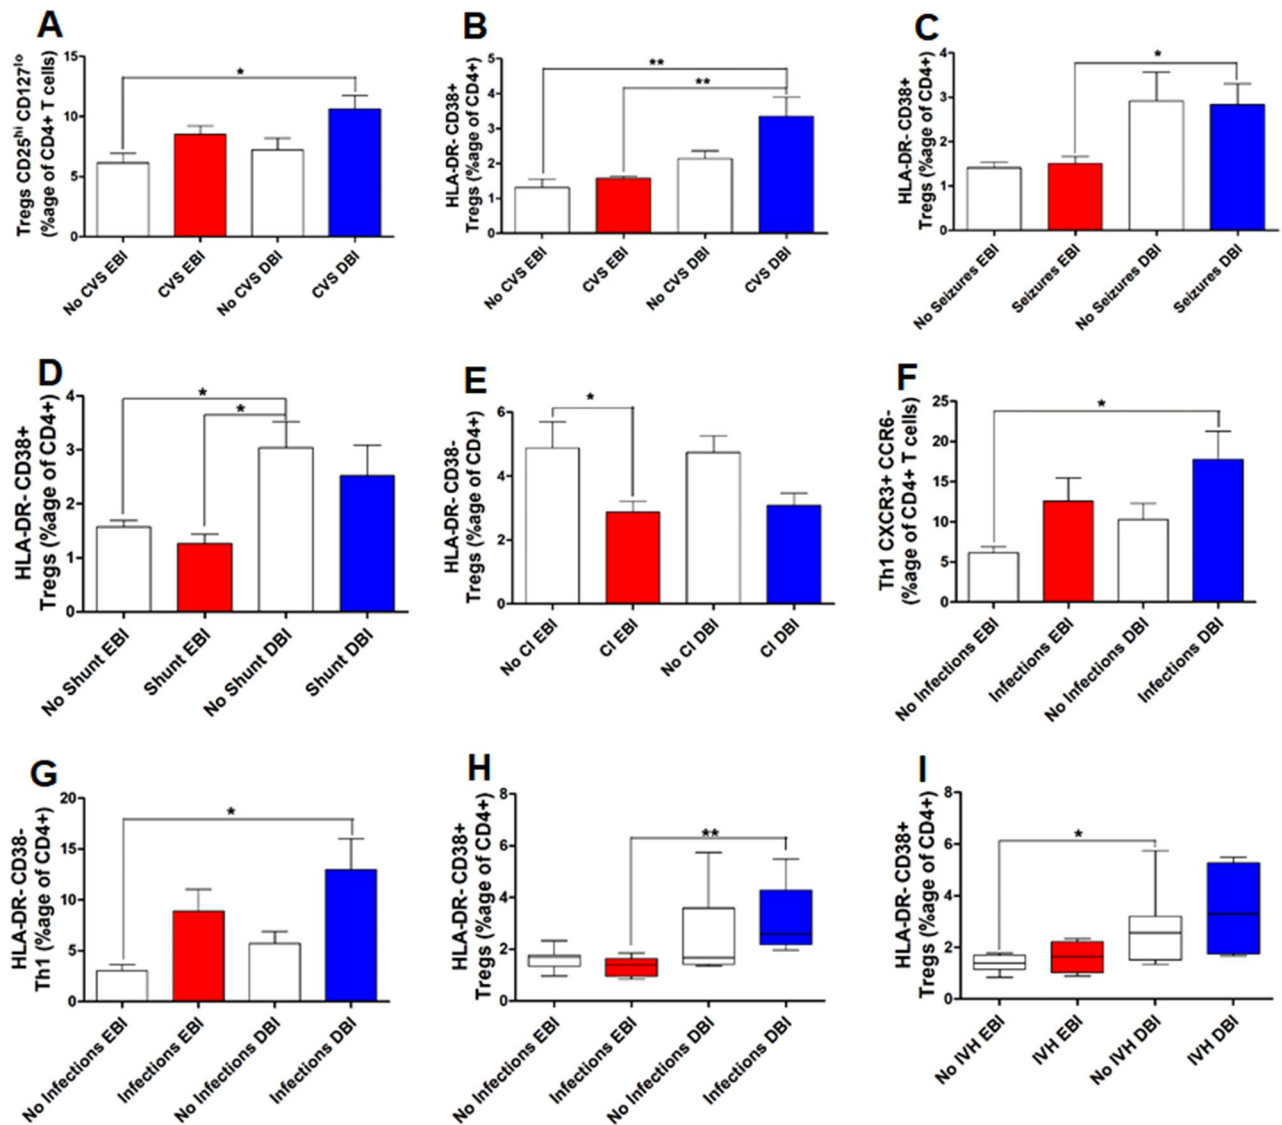 A
Tregs CD25hi CD127lo
(%age of CD4+ T cells)
15
10
5
0
*
No CVS EBI
CVS EBI
No CVS DBI
CVS DBI
B
HLA-DR- CD38+
Tregs (%age of CD4+)
5
4
3
2
1
0
**
**
No CVS EBI
CVS EBI
No CVS DBI
CVS DBI
C
HLA-DR- CD38+
Tregs (%age of CD4+)
4
3
2
1
0
*
No Seizures EBI
Seizures EBI
No Seizures DBI
Seizures DBI
D
HLA-DR- CD38+
Tregs (%age of CD4+)
4
3
2
1
0
*
*
No Shunt EBI
Shunt EBI
No Shunt DBI
Shunt DBI
E
HLA-DR- CD38-
Tregs (%age of CD4+)
6
4
2
0
*
No CI EBI
CI EBI
No CI DBI
CI DBI
F
Th1 CXCR3+ CCR6-
(%age of CD4+ T cells)
25
20
15
10
5
0
*
No Infections EBI
Infections EBI
No Infections DBI
Infections DBI
G
HLA-DR- CD38-
Th1 (%age of CD4+)
20
15
10
5
0
*
No Infections EBI
Infections EBI
No Infections DBI
Infections DBI
H
HLA-DR- CD38+
Tregs (%age of CD4+)
8
6
4
2
0
**
No Infections EBI
Infections EBI
No Infections DBI
Infections DBI
I
HLA-DR- CD38+
Tregs (%age of CD4+)
8
6
4
2
0
*
No IVH EBI
IVH EBI
No IVH DBI
IVH DBI